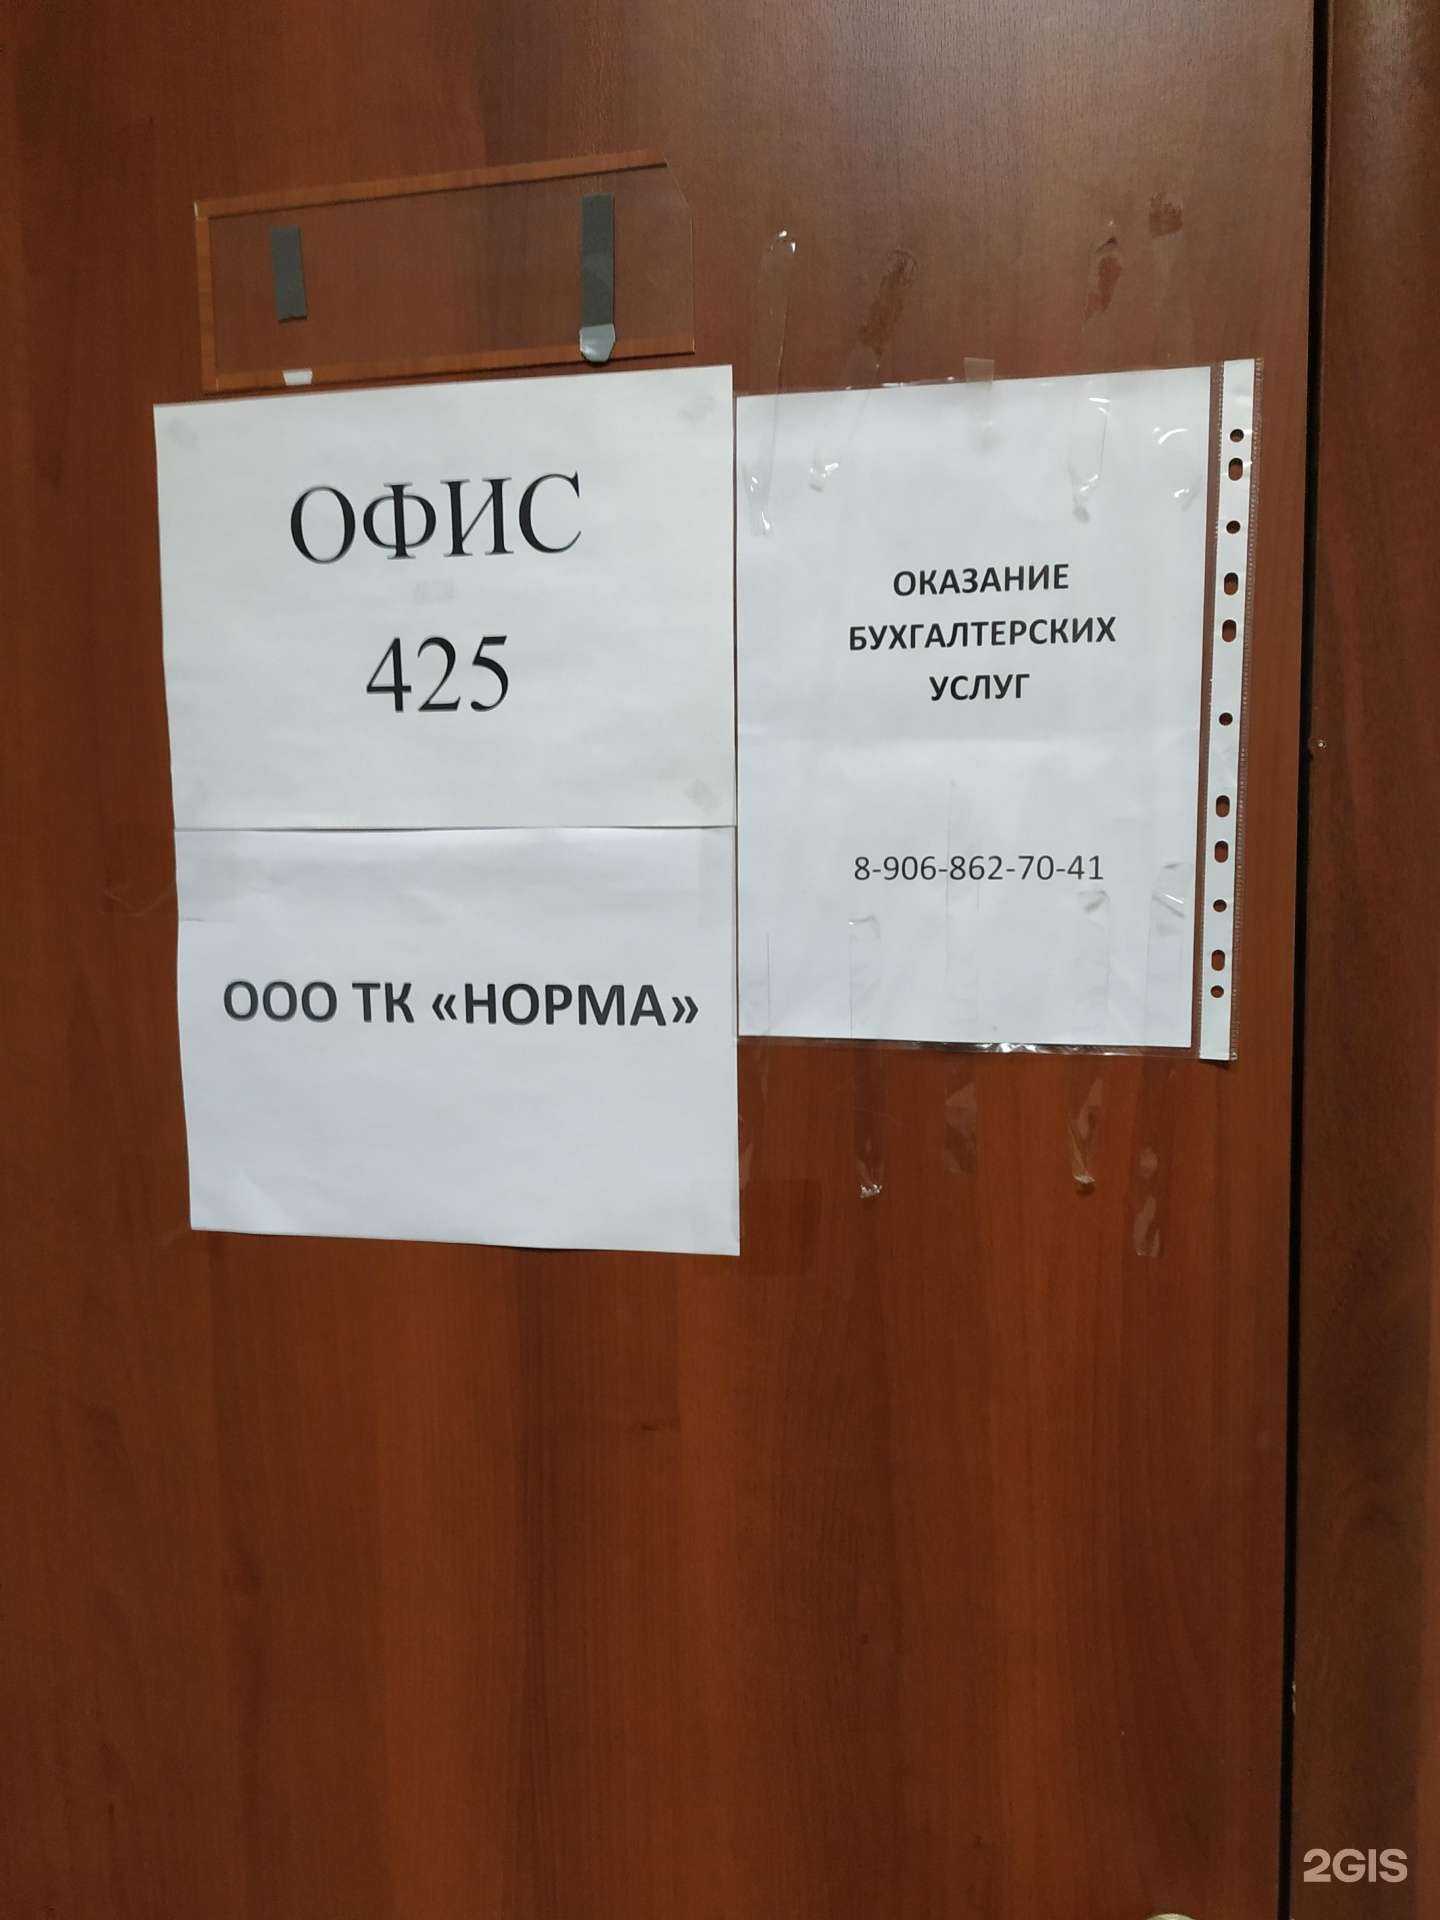 ОФИС
425
ООО ТК «НОРМА»
ОКАЗАНИЕ
БУХГАЛТЕРСКИХ
УСЛУГ
8-906-862-70-41
2GIS